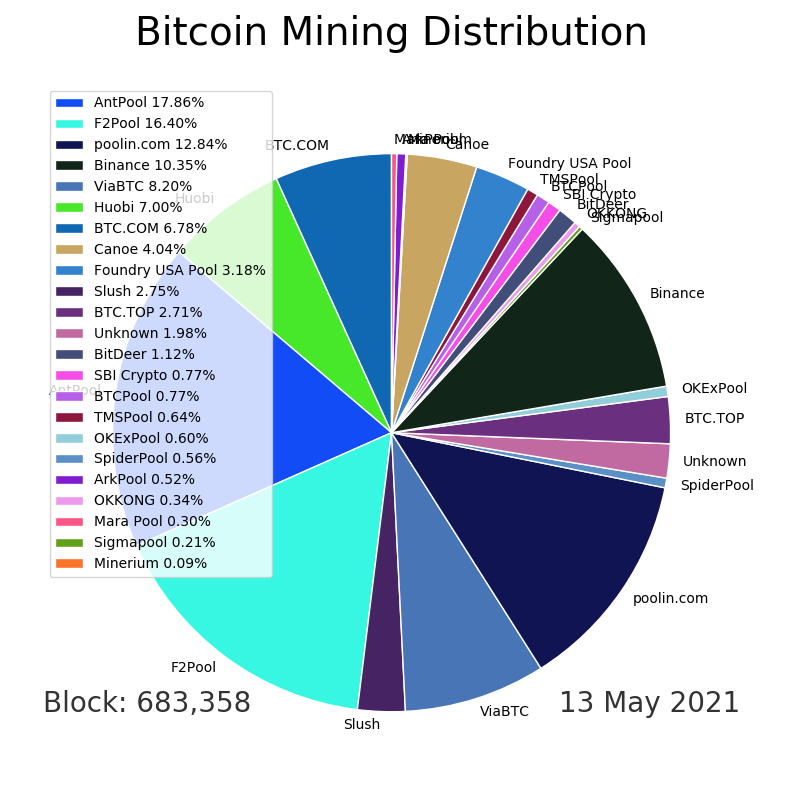 Bitcoin Mining Distribution
AntPool 17.86%
F2Pool 16.40%
poolin.com 12.84%
Binance 10.35%
ViaBTC 8.20%
Huobi 7.00%
BTC.COM 6.78%
Canoe 4.04%
Foundry USA Pool 3.18%
Slush 2.75%
BTC.TOP 2.71%
Unknown 1.98%
BitDeer 1.12%
SBI Crypto 0.77%
BTCPool 0.77%
TMSPool 0.64%
OKExPool 0.60%
SpiderPool 0.56%
ArkPool 0.52%
OKKONG 0.34%
Mara Pool 0.30%
Sigmapool 0.21%
Minerium 0.09%
BTC.COM
Huobi
AntPool
F2Pool
Slush
ViaBTC
poolin.com
SpiderPool
Unknown
BTC.TOP
OKExPool
Binance
Sigmapool
OKKONG
BitDeer
SBI Crypto
BTCPool
TMSPool
Foundry USA Pool
Canoe
Block: 683,358
13 May 2021